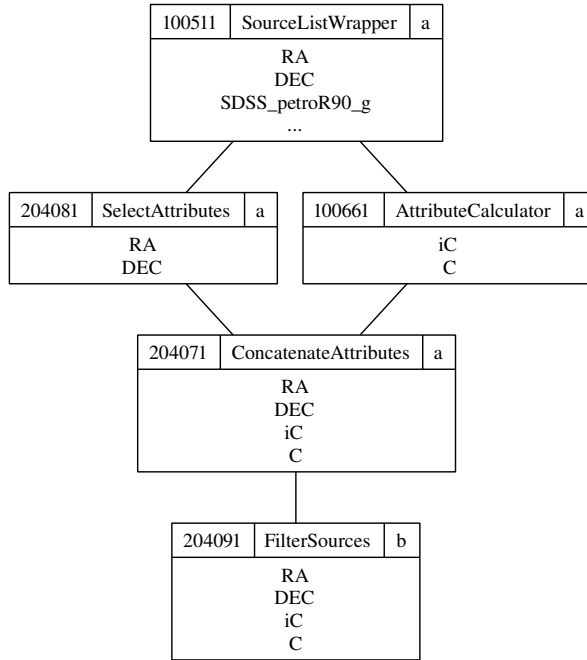 100511 SourceListWrapper a
RA
DEC
SDSS_petroR90_g
...
204081 SelectAttributes a
RA
DEC
100661 AttributeCalculator a
iC
C
204071 ConcatenateAttributes a
RA
DEC
iC
C
204091 FilterSources b
RA
DEC
iC
C